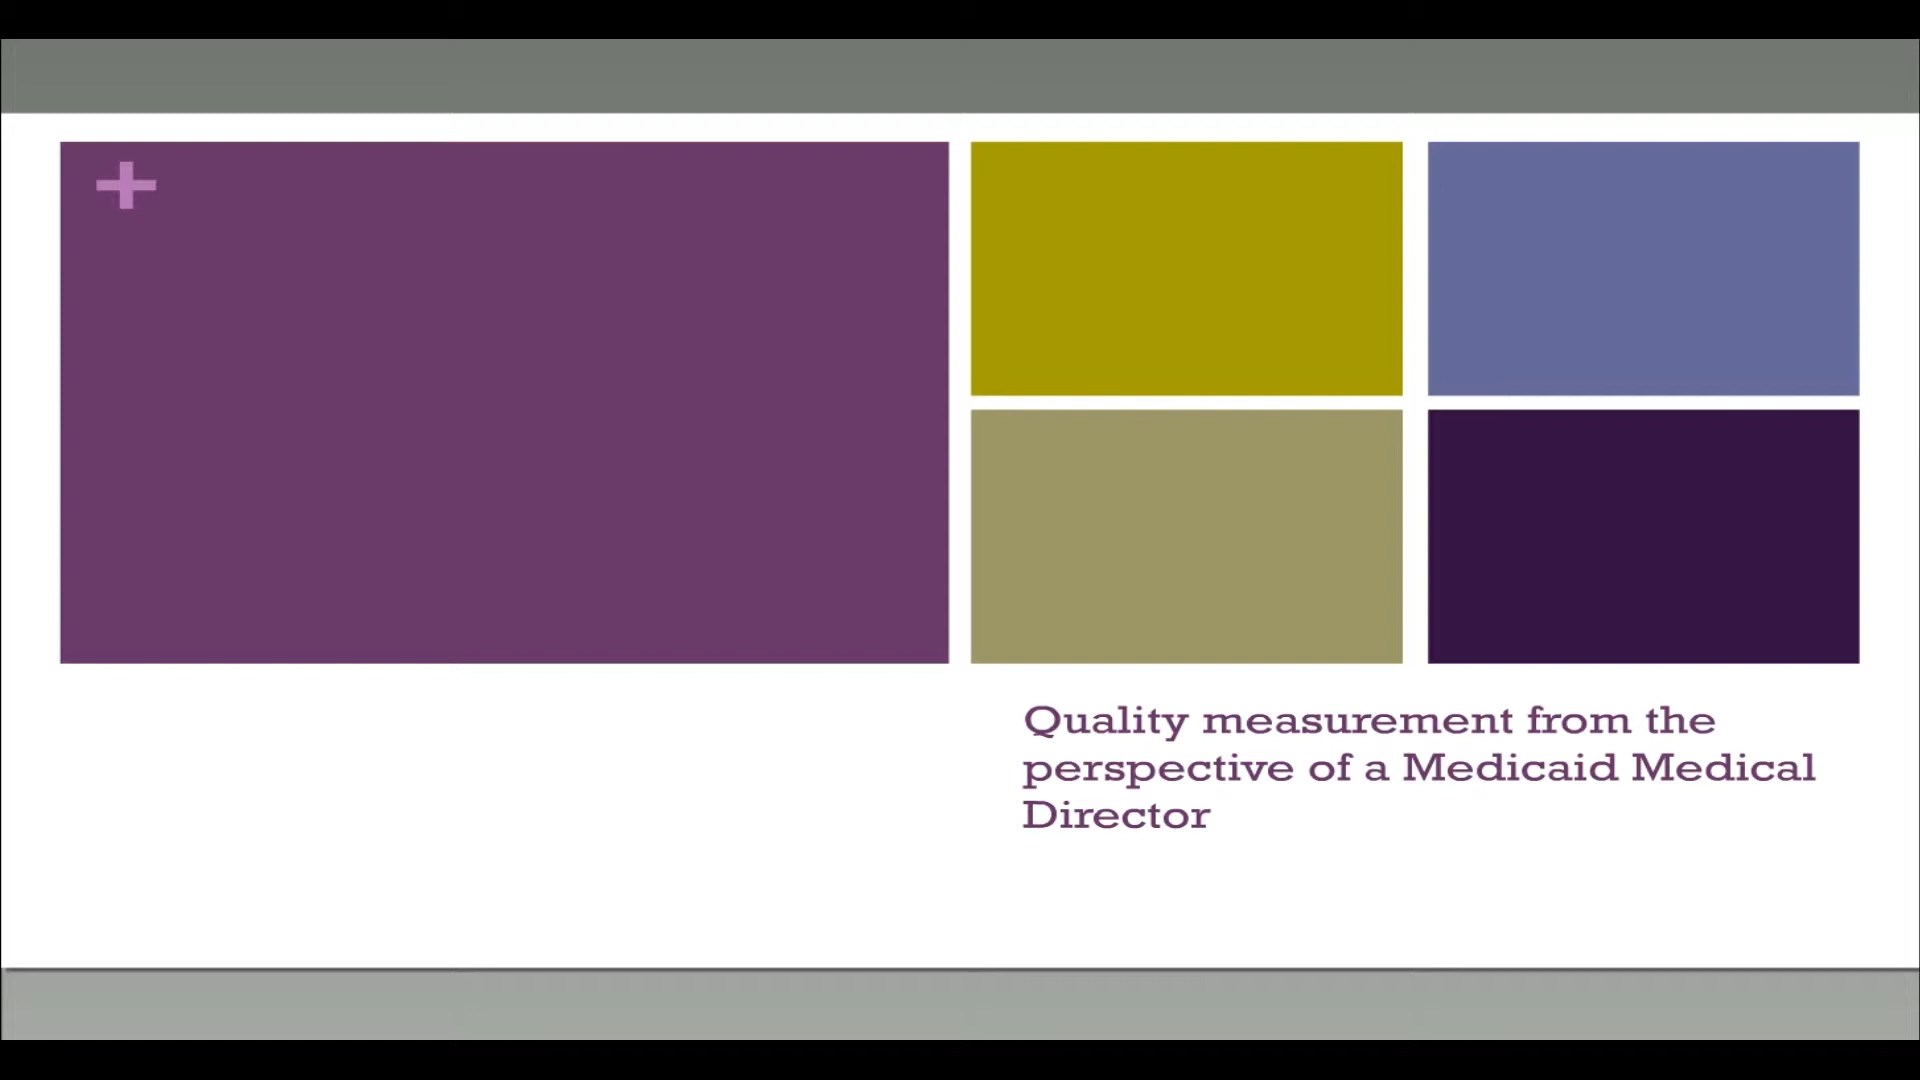 +
Quality measurement from the
perspective of a Medicaid Medical
Director